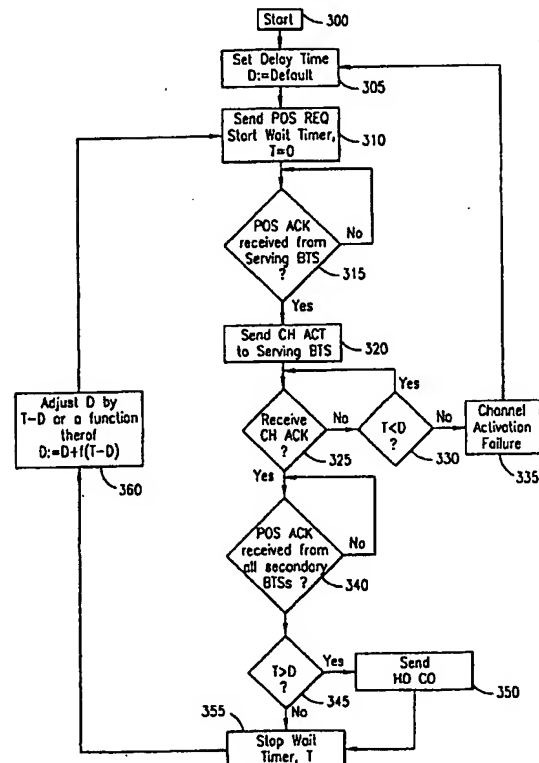 Start
300
Set Delay Time
D:=Default
305
Send POS REQ
Start Wait Timer,
T=0
310
POS ACK
received from
Serving BTS
?
No
315
Yes
Send CH ACT
to Serving BTS
320
Yes
Receive
CH ACK
?
No
325
T<D
?
No
330
Channel
Activation
Failure
335
Adjust D by
T-D or a function
therof
D:=D+f(T-D)
360
Yes
POS ACK
received from
all secondary
BTSs ?
No
340
T>D
?
Yes
345
Send
HO CO
350
No
355
Stop Wait
Timer, T